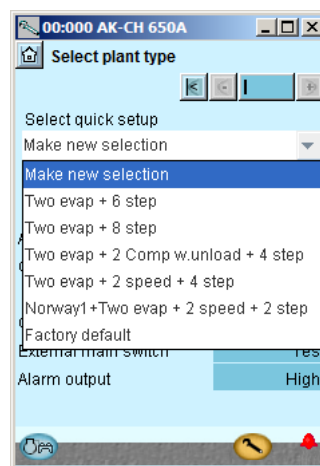 00:000 AK-CH 650A
Select plant type
Select quick setup
Make new selection
Make new selection
Two evap + 6 step
Two evap + 8 step
Two evap + 2 Comp w.unload + 4 step
Two evap + 2 speed + 4 step
Norway1+Two evap + 2 speed + 2 step
Factory default
External main switch Yes
Alarm output High